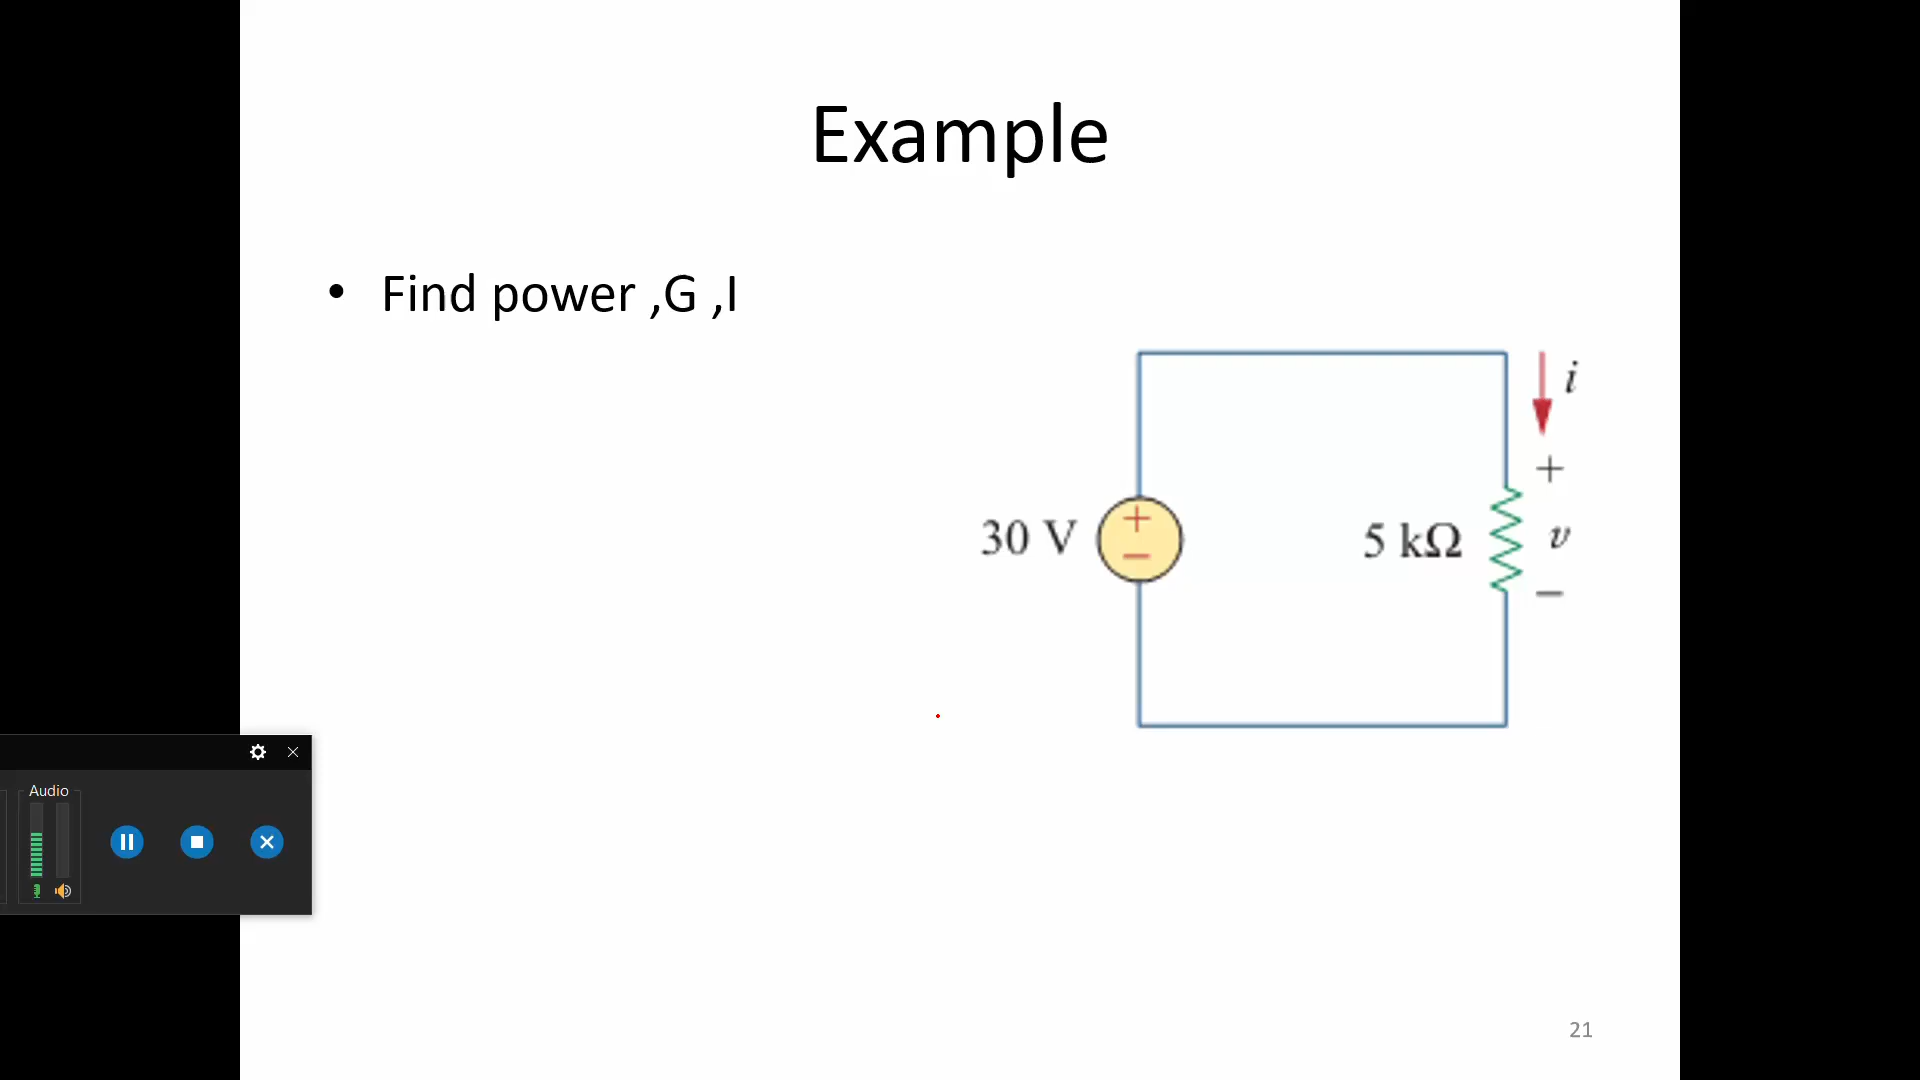 Example
• Find power ,G ,I
i
+
30 V
+
−
5 kΩ
v
−
Audio
21